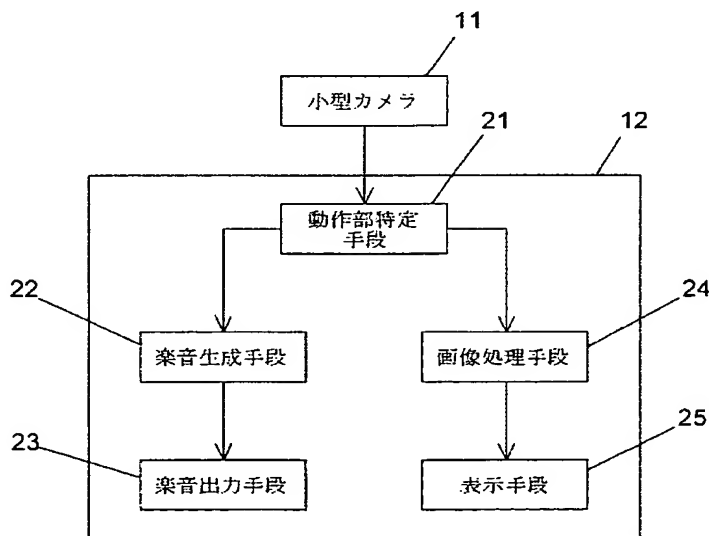 11
小型カメラ
21
12
動作部特定
手段
22
24
楽音生成手段
画像処理手段
23
25
楽音出力手段
表示手段